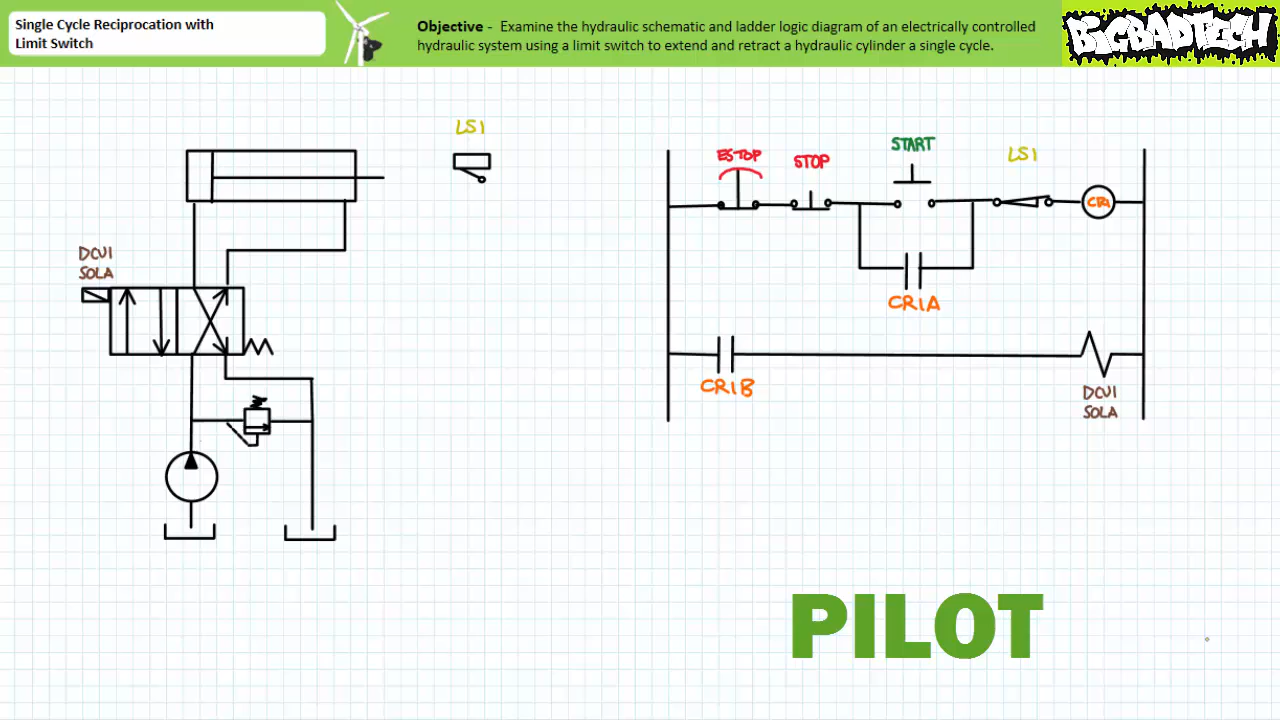 Single Cycle Reciprocation with
Limit Switch
Objective - Examine the hydraulic schematic and ladder logic diagram of an electrically controlled
hydraulic system using a limit switch to extend and retract a hydraulic cylinder a single cycle.
BIGBADTECH
LS1
DCV1
SOLA
ESTOP
STOP
START
LS1
CR1
CR1A
CR1B
DCV1
SOLA
PILOT